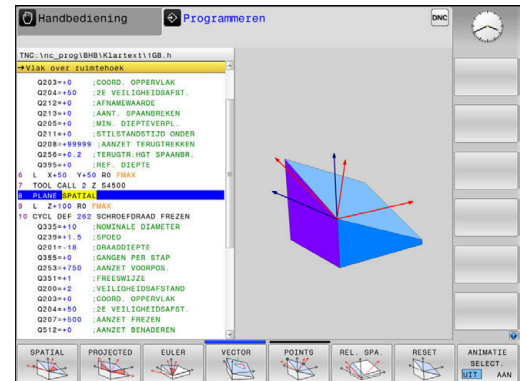 Handbediening
Programmeren
DNC
TNC:\nc_prog\BHB\Klartext\1GB.h
→Vlak over ruimtehoek
Q203=+0 ;COORD. OPPERVLAK
Q204=+50 ;2E VEILIGHEIDSAFST.
Q212=+0 ;AFNAMEWAARDE
Q213=+0 ;AANT. SPAANBREKEN
Q205=+0 ;MIN. DIEPTEVERPL.
Q211=+0 ;STILSTANDSTIJD ONDER
Q208=+99999 ;AANZET TERUGTREKKEN
Q256=+0.2 ;TERUGTR.HGT SPAANBR.
Q395=+0 ;REF. DIEPTE
6 L X+50 Y+50 R0 FMAX
7 TOOL CALL 2 Z S4500
8 PLANE SPATIAL
9 L Z+100 R0 FMAX
10 CYCL DEF 262 SCHROEFDRAAD FREZEN
Q335=+10 ;NOMINALE DIAMETER
Q239=+1.5 ;SPOED
Q201=-18 ;DRAADDIEPTE
Q355=+0 ;GANGEN PER STAP
Q253=+750 ;AANZET VOORPOS.
Q351=+1 ;FREESWIJZE
Q200=+2 ;VEILIGHEIDSAFSTAND
Q203=+0 ;COORD. OPPERVLAK
Q204=+50 ;2E VEILIGHEIDSAFST.
Q207=+500 ;AANZET FREZEN
Q512=+0 ;AANZET BENADEREN
SPATIAL
PROJECTED
EULER
VECTOR
POINTS
REL. SPA.
RESET
ANIMATIE
SELECT.
UIT AAN